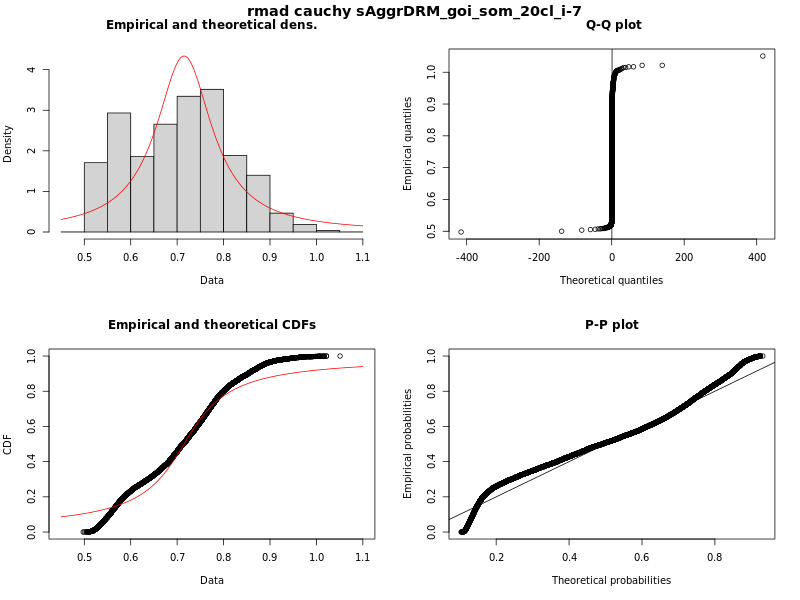 rmad cauchy sAggrDRM_goi_som_20cl_i-7
Empirical and theoretical dens.
Density
0 1 2 3 4
0.5 0.6 0.7 0.8 0.9 1.0 1.1
Data
Q-Q plot
Empirical quantiles
0.5 0.6 0.7 0.8 0.9 1.0
-400 -200 0 200 400
Theoretical quantiles
Empirical and theoretical CDFs
CDF
0.0 0.2 0.4 0.6 0.8 1.0
0.5 0.6 0.7 0.8 0.9 1.0 1.1
Data
P-P plot
Empirical probabilities
0.0 0.2 0.4 0.6 0.8 1.0
0.2 0.4 0.6 0.8
Theoretical probabilities